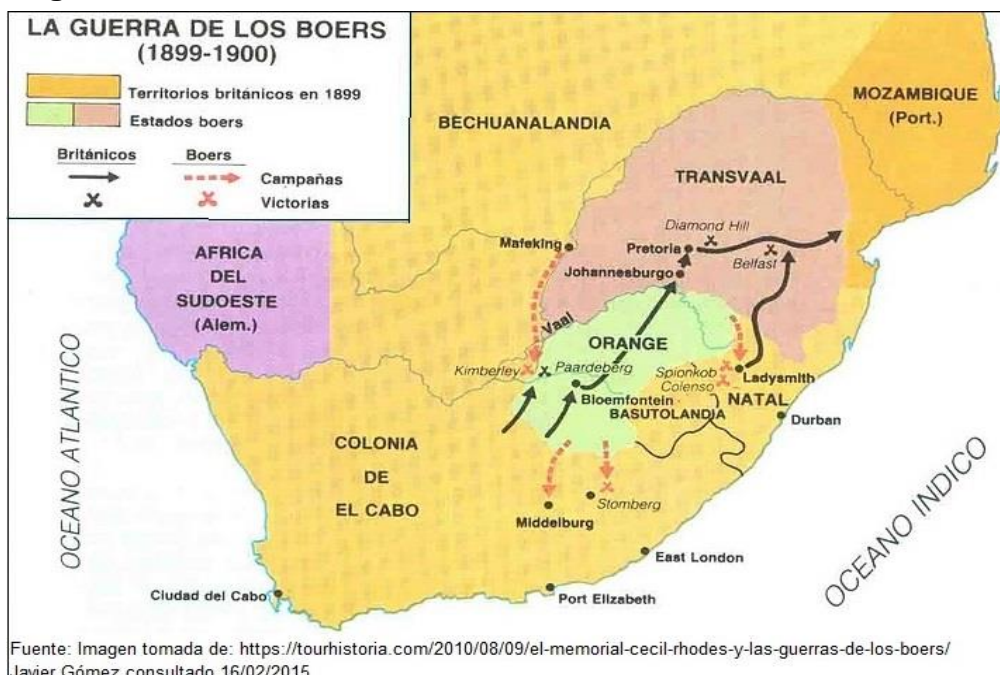 LA GUERRA DE LOS BOERS
(1899-1900)
Territorios británicos en 1899
Estados boers
Británicos
Boers
Campañas
Victorias
BECHUANALANDIA
MOZAMBIQUE
(Port.)
TRANSVAAL
Diamond Hill
Mafeking
Pretoria
Belfast
Johannesburgo
AFRICA
DEL
SUDOESTE
(Alem.)
Vaal
ORANGE
Kimberley
Paardeberg
Spionkob
Colenso
Ladysmith
Bloemfontein
NATAL
BASUTOLANDIA
Durban
OCEANO ATLANTICO
COLONIA
DE
EL CABO
Stomberg
Middelburg
OCEANO INDICO
East London
Ciudad del Cabo
Port Elizabeth
Fuente: Imagen tomada de: https://tourhistoria.com/2010/08/09/el-memorial-cecil-rhodes-y-las-guerras-de-los-boers/
Javier Gómez consultado 16/02/2015